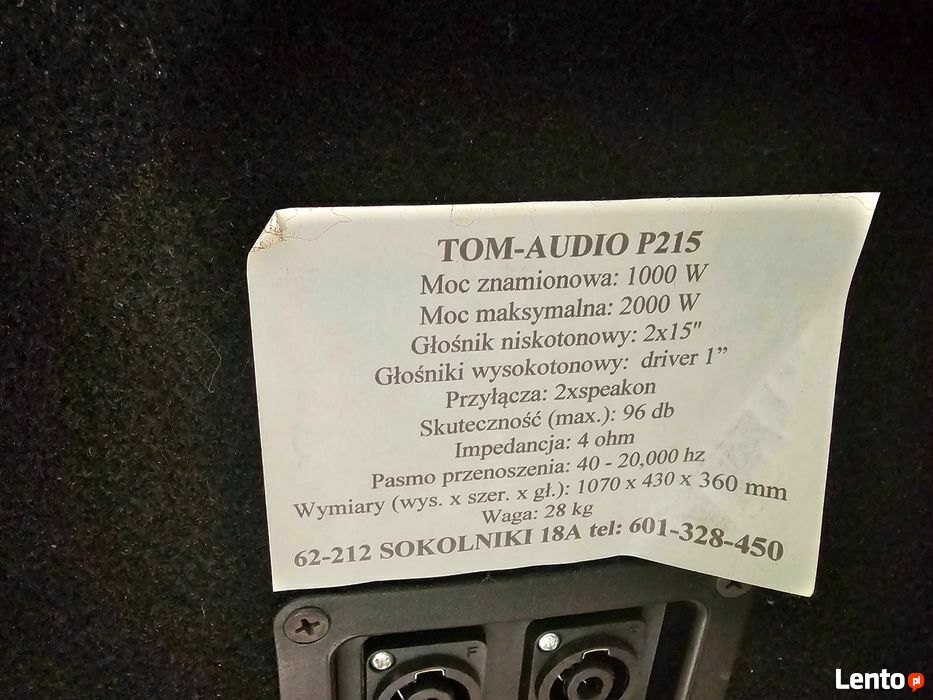 TOM-AUDIO P215
Moc znamionowa: 1000 W
Moc maksymalna: 2000 W
Głośnik niskotonowy: 2x15"
Głośniki wysokotonowy: driver 1”
Przyłącza: 2xspeakon
Skuteczność (max.): 96 db
Impedancja: 4 ohm
Pasmo przenoszenia: 40 - 20,000 hz
Wymiary (wys. x szer. x gł.): 1070 x 430 x 360 mm
Waga: 28 kg
62-212 SOKOLNIKI 18A tel: 601-328-450
F
Lento.pl